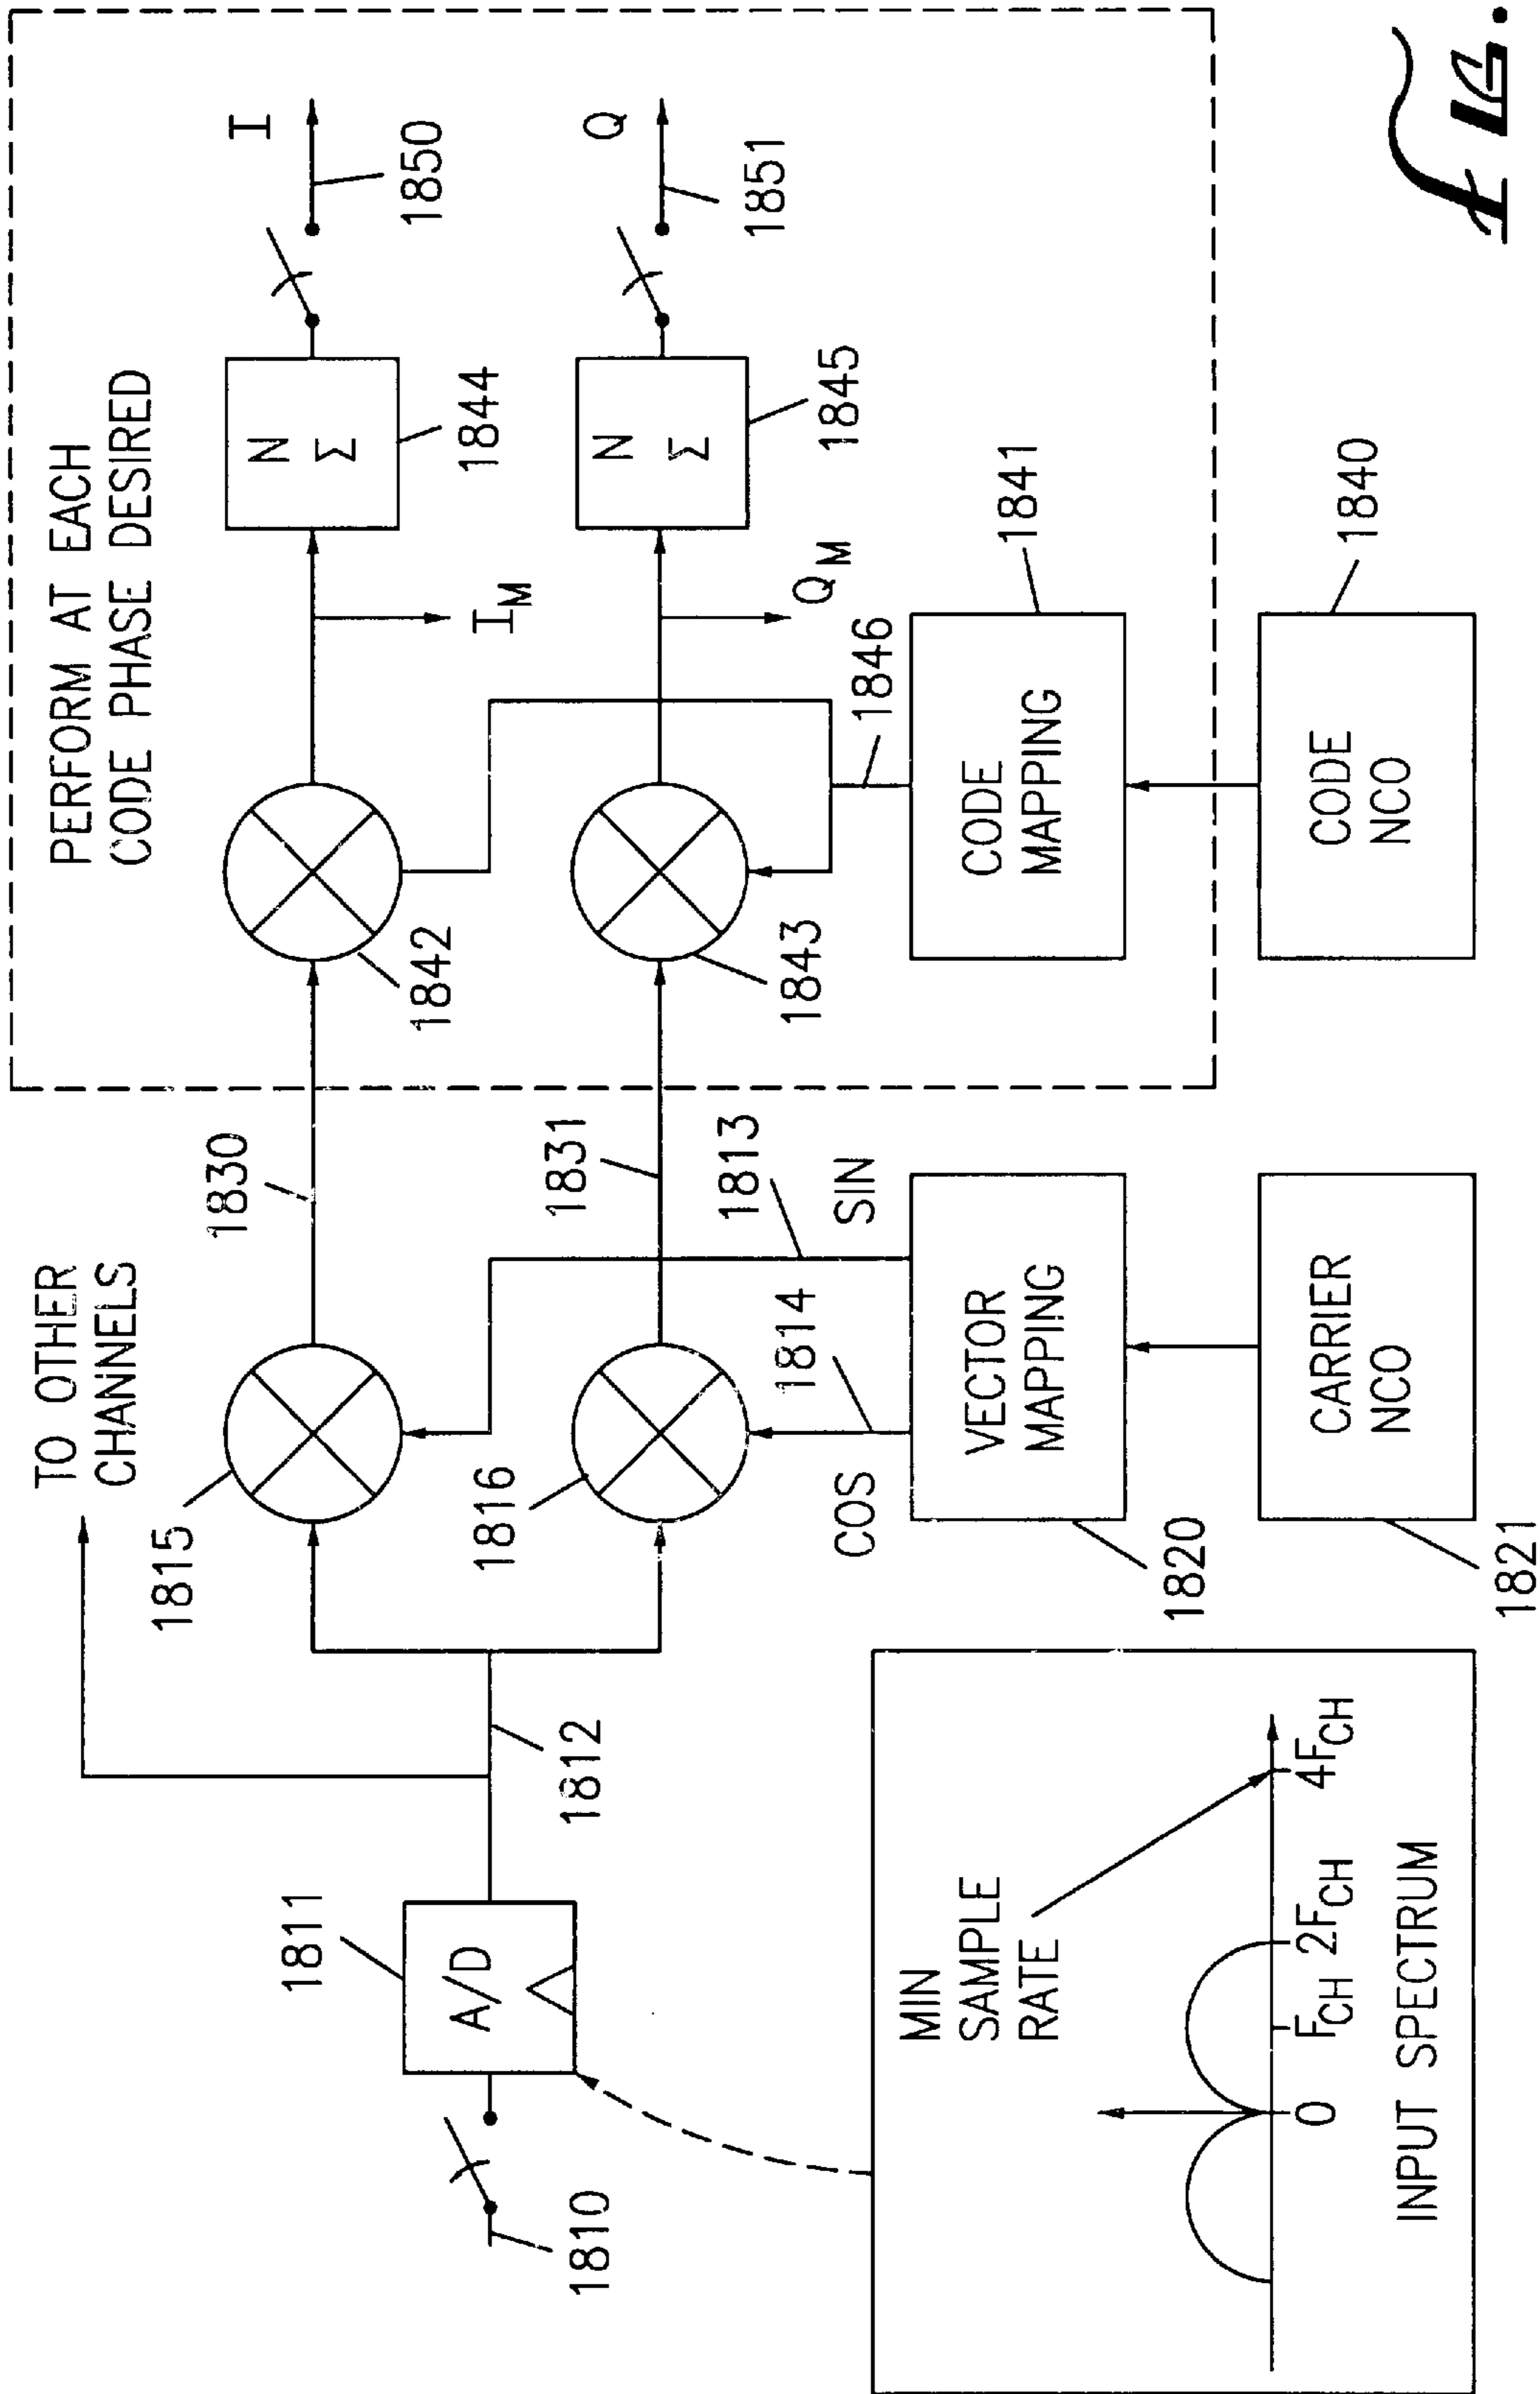 TO OTHER
CHANNELS
PERFORM AT EACH
CODE PHASE DESIRED
1810
1811
A/D
1812
1815
1816
1830
1831
1813
SIN
1814
COS
VECTOR
MAPPING
1820
CARRIER
NCO
1821
1842
1843
I_M
Q_M
N
Σ
1844
N
Σ
1845
I
1850
Q
1851
1846
CODE
MAPPING
1841
CODE
NCO
1840
MIN
SAMPLE
RATE
0
F_CH
2F_CH
4F_CH
INPUT SPECTRUM
FIG.